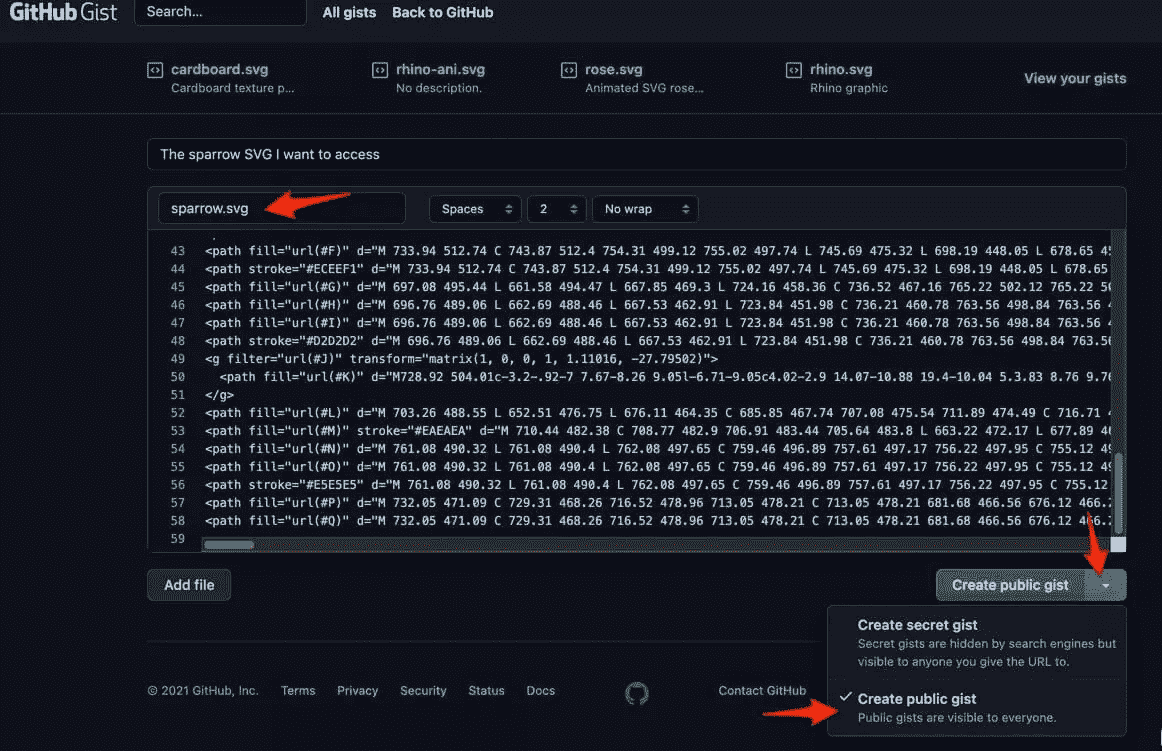 GitHub Gist Search... All gists Back to GitHub
cardboard.svg rhino-ani.svg rose.svg rhino.svg View your gists
Cardboard texture p... No description. Animated SVG rose... Rhino graphic
The sparrow SVG I want to access
sparrow.svg Spaces 2 No wrap
43 <path fill="url(#F)" d="M 733.94 512.74 C 743.87 512.4 754.31 499.12 755.02 497.74 L 745.69 475.32 L 698.19 448.05 L 678.65
44 <path stroke="#ECEEF1" d="M 733.94 512.74 C 743.87 512.4 754.31 499.12 755.02 497.74 L 745.69 475.32 L 698.19 448.05 L 678.65
45 <path fill="url(#G)" d="M 697.08 495.44 L 661.58 494.47 L 667.85 469.3 L 724.16 458.36 C 736.52 467.16 765.22 502.12 765.22
46 <path fill="url(#H)" d="M 696.76 489.06 L 662.69 488.46 L 667.53 462.91 L 723.84 451.98 C 736.21 460.78 763.56 498.84 763.56
47 <path fill="url(#I)" d="M 696.76 489.06 L 662.69 488.46 L 667.53 462.91 L 723.84 451.98 C 736.21 460.78 763.56 498.84 763.56
48 <path stroke="#D2D2D2" d="M 696.76 489.06 L 662.69 488.46 L 667.53 462.91 L 723.84 451.98 C 736.21 460.78 763.56 498.84 763.56
49 <g filter="url(#J)" transform="matrix(1, 0, 0, 1, 1.11016, -27.79502)">
50 <path fill="url(#K)" d="M728.92 504.01c-3.2-.92-7 7.67-8.26 9.05l-6.71-9.05c4.02-2.9 14.07-10.88 19.4-10.04 5.3.83 8.76 9.76
51 </g>
52 <path fill="url(#L)" d="M 703.26 488.55 L 652.51 476.75 L 676.11 464.35 C 685.85 467.74 707.08 475.54 711.89 474.49 C 716.71
53 <path fill="url(#M)" stroke="#EAEAEA" d="M 710.44 482.38 C 708.77 482.9 706.91 483.44 705.64 483.8 L 663.22 472.17 L 677.89
54 <path fill="url(#N)" d="M 761.08 490.32 L 761.08 490.4 L 762.08 497.65 C 759.46 496.89 757.61 497.17 756.22 497.95 C 755.12
55 <path fill="url(#O)" d="M 761.08 490.32 L 761.08 490.4 L 762.08 497.65 C 759.46 496.89 757.61 497.17 756.22 497.95 C 755.12
56 <path stroke="#E5E5E5" d="M 761.08 490.32 L 761.08 490.4 L 762.08 497.65 C 759.46 496.89 757.61 497.17 756.22 497.95 C 755.12
57 <path fill="url(#P)" d="M 732.05 471.09 C 729.31 468.26 716.52 478.96 713.05 478.21 C 713.05 478.21 681.68 466.56 676.12
58 <path fill="url(#Q)" d="M 732.05 471.09 C 729.31 468.26 716.52 478.96 713.05 478.21 C 713.05 478.21 681.68 466.56 676.12
59
Add file Create public gist
Create secret gist
Secret gists are hidden by search engines but
visible to anyone you give the URL to.
Create public gist
Public gists are visible to everyone.
© 2021 GitHub, Inc. Terms Privacy Security Status Docs Contact GitHub